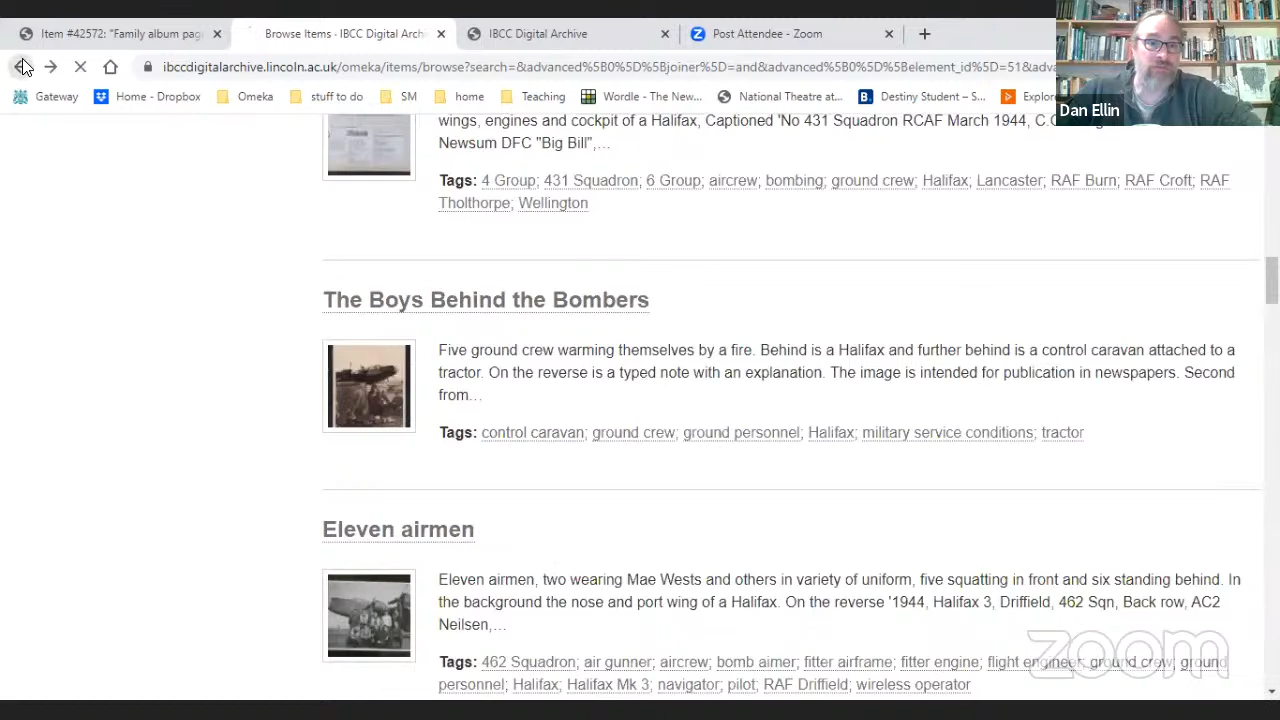 Item #42572: "Family album pag
Browse Items · IBCC Digital Archi
IBCC Digital Archive
Post Attendee - Zoom
ibccdigitalarchive.lincoln.ac.uk/omeka/items/browse?search=&advanced%5B0%5D%5Bjoiner%5D=and&advanced%5B0%5D%5Belement_id%5D=51&adva
Gateway
Home - Dropbox
Omeka
stuff to do
SM
home
Teaching
Wordle - The New...
National Theatre at...
Destiny Student – S...
Explor
Dan Ellin
wings, engines and cockpit of a Halifax, Captioned 'No 431 Squadron RCAF March 1944, C.O.
Newsum DFC "Big Bill",…
Tags: 4 Group; 431 Squadron; 6 Group; aircrew; bombing; ground crew; Halifax; Lancaster; RAF Burn; RAF Croft; RAF
Tholthorpe; Wellington
The Boys Behind the Bombers
Five ground crew warming themselves by a fire. Behind is a Halifax and further behind is a control caravan attached to a
tractor. On the reverse is a typed note with an explanation. The image is intended for publication in newspapers. Second
from…
Tags: control caravan; ground crew; ground personnel; Halifax; military service conditions; tractor
Eleven airmen
Eleven airmen, two wearing Mae Wests and others in variety of uniform, five squatting in front and six standing behind. In
the background the nose and port wing of a Halifax. On the reverse '1944, Halifax 3, Driffield, 462 Sqn, Back row, AC2
Neilsen,…
Tags: 462 Squadron; air gunner; aircrew; bomb aimer; fitter airframe; fitter engine; flight engineer; ground crew; ground
personnel; Halifax; Halifax Mk 3; navigator; pilot; RAF Driffield; wireless operator
zoom